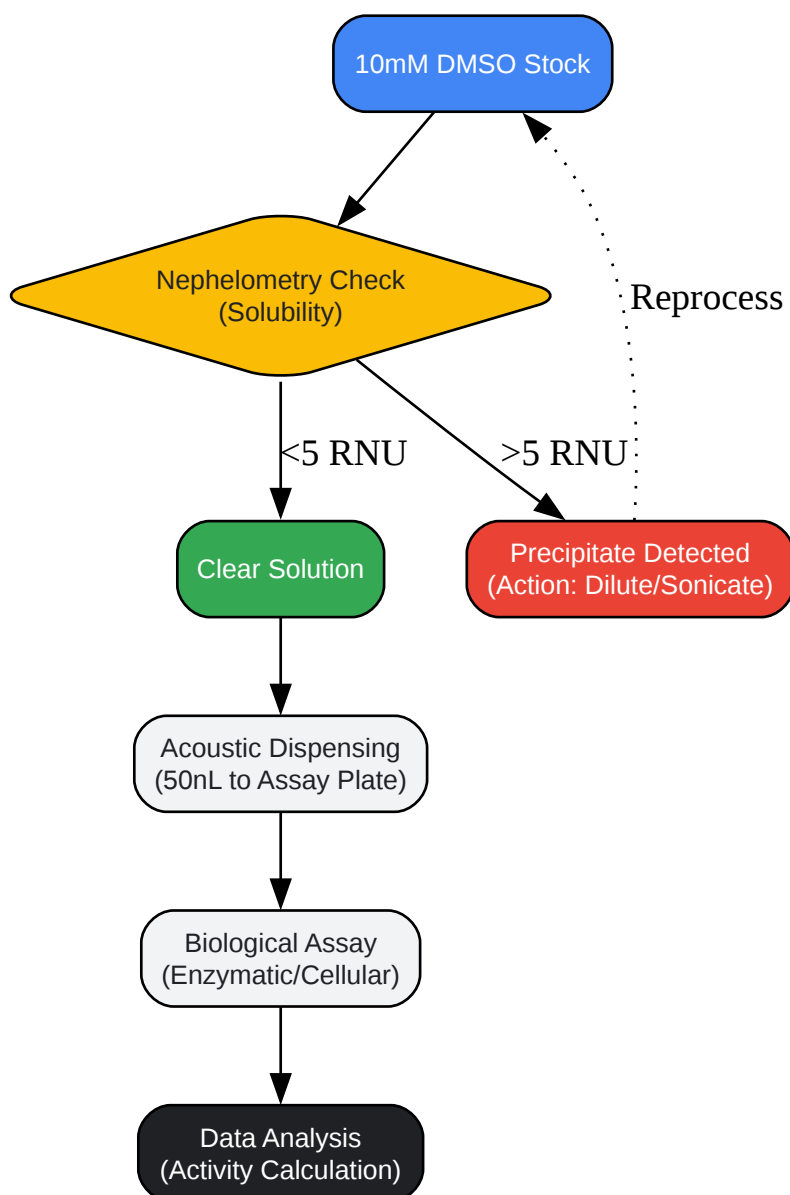 10mM DMSO Stock
Nephelometry Check
(Solubility)
Reprocess
<5 RNU
>5 RNU
Clear Solution
Precipitate Detected
(Action: Dilute/Sonicate)
Acoustic Dispensing
(50nL to Assay Plate)
Biological Assay
(Enzymatic/Cellular)
Data Analysis
(Activity Calculation)